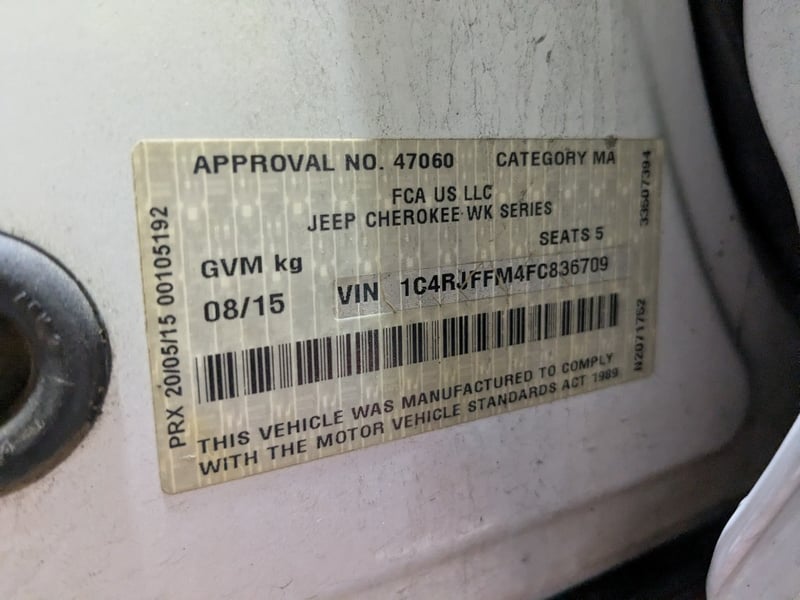 APPROVAL NO. 47060 CATEGORY MA
FCA US LLC
JEEP CHEROKEE WK SERIES
SEATS 5
GVM kg
08/15
VIN 1C4RJFFM4FC836709
THIS VEHICLE WAS MANUFACTURED TO COMPLY
WITH THE MOTOR VEHICLE STANDARDS ACT 1989
PRX 20/05/15 00105192
33607394
N2071752